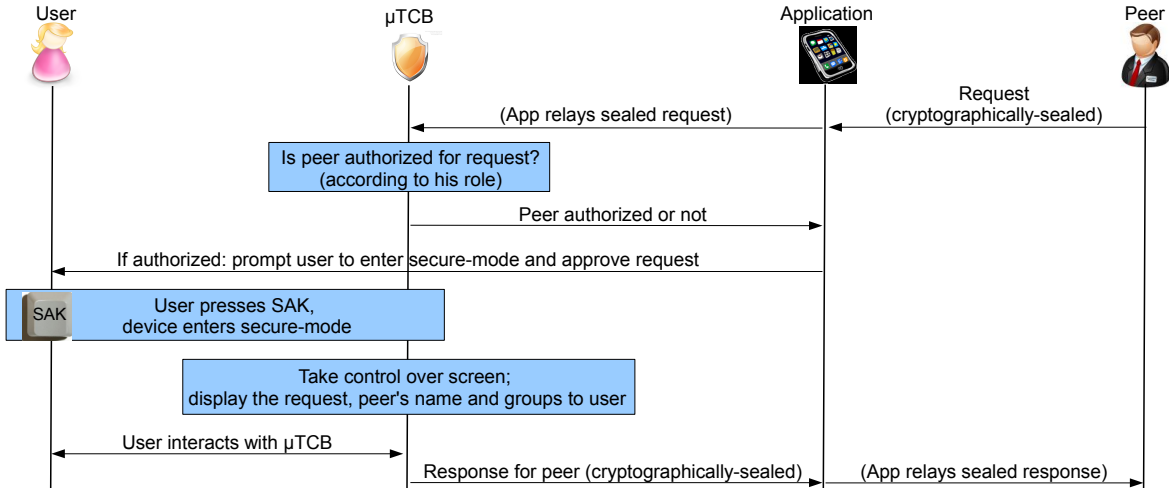 User
μTCB
Application
Peer
Request
(cryptographically-sealed)
(App relays sealed request)
Is peer authorized for request?
(according to his role)
Peer authorized or not
If authorized: prompt user to enter secure-mode and approve request
SAK
User presses SAK,
device enters secure-mode
Take control over screen;
display the request, peer's name and groups to user
User interacts with μTCB
Response for peer (cryptographically-sealed)
(App relays sealed response)